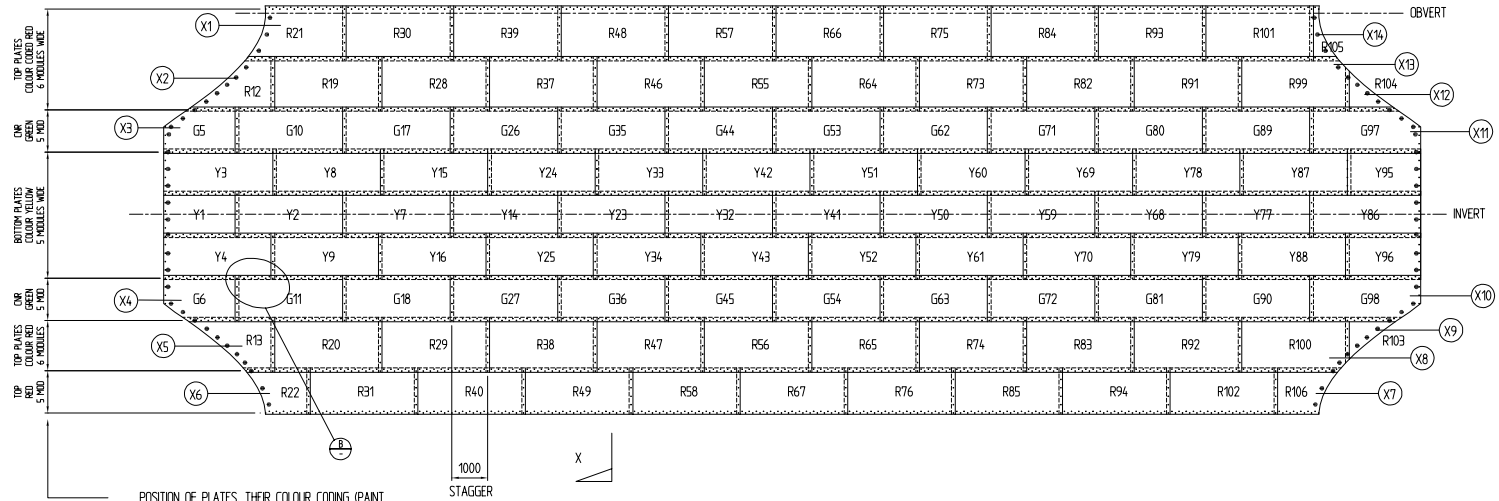 X1 R21 R30 R39 R48 R57 R66 R75 R84 R93 R101 R105 X14 OBVERT
TOP PLATES
COLOUR CODED RED
6 MODULES WIDE
X2 R12 R19 R28 R37 R46 R55 R64 R73 R82 R91 R99 R104 X13
X12
CNR
GREEN
5 MOD
X3 G5 G10 G17 G26 G35 G44 G53 G62 G71 G80 G89 G97 X11
Y3 Y8 Y15 Y24 Y33 Y42 Y51 Y60 Y69 Y78 Y87 Y95
BOTTOM PLATES
COLOUR YELLOW
5 MODULES WIDE
Y1 Y2 Y7 Y14 Y23 Y32 Y41 Y50 Y59 Y68 Y77 Y86 INVERT
Y4 Y9 Y16 Y25 Y34 Y43 Y52 Y61 Y70 Y79 Y88 Y96
CNR
GREEN
5 MOD
X4 G6 G11 G18 G27 G36 G45 G54 G63 G72 G81 G90 G98 X10
TOP PLATES
COLOUR RED
6 MODULES
X5 R13 R20 R29 R38 R47 R56 R65 R74 R83 R92 R100 R103 X9
X8
TOP
RED
5 MOD
X6 R22 R31 R40 R49 R58 R67 R76 R85 R94 R102 R106 X7
B
-
1000
STAGGER
X
POSITION OF PLATES, THEIR COLOUR CODING (PAINT